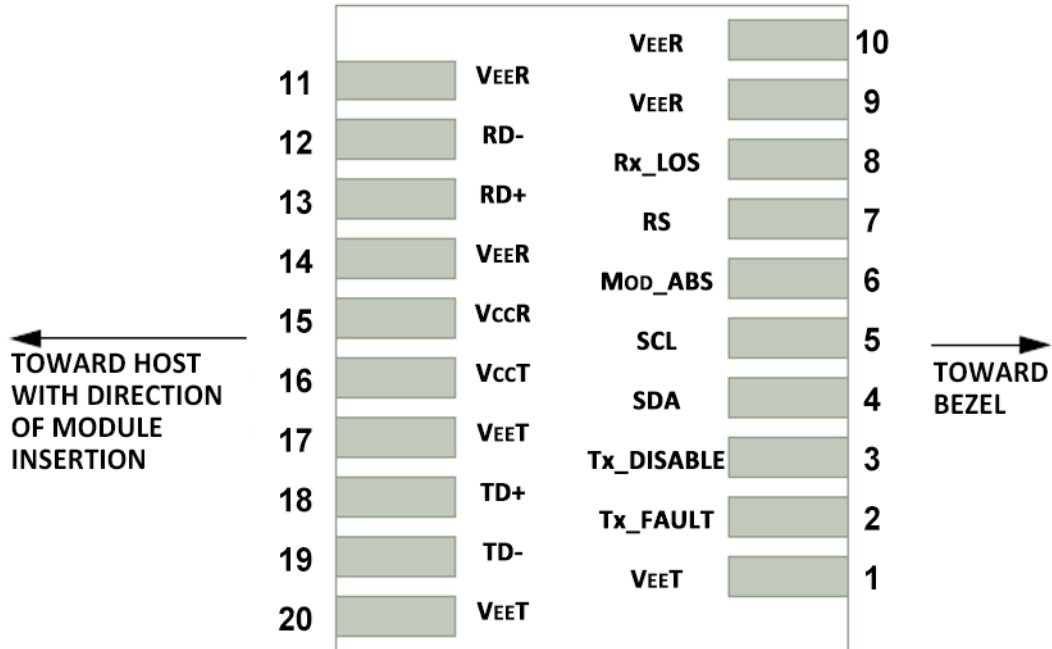 VEER 10
11 VEER
VEER 9
12 RD-
Rx_LOS 8
13 RD+
RS 7
14 VEER
MOD_ABS 6
15 VCCR
SCL 5
TOWARD HOST
WITH DIRECTION
OF MODULE
INSERTION
TOWARD
BEZEL
16 VCCT
SDA 4
17 VEET
Tx_DISABLE 3
18 TD+
Tx_FAULT 2
19 TD-
VEET 1
20 VEET